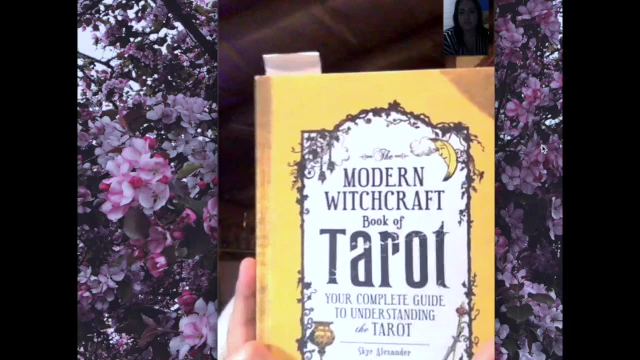 The
MODERN
WITCHCRAFT
Book of
Tarot
YOUR COMPLETE GUIDE
TO UNDERSTANDING
the TAROT
Skye Alexander